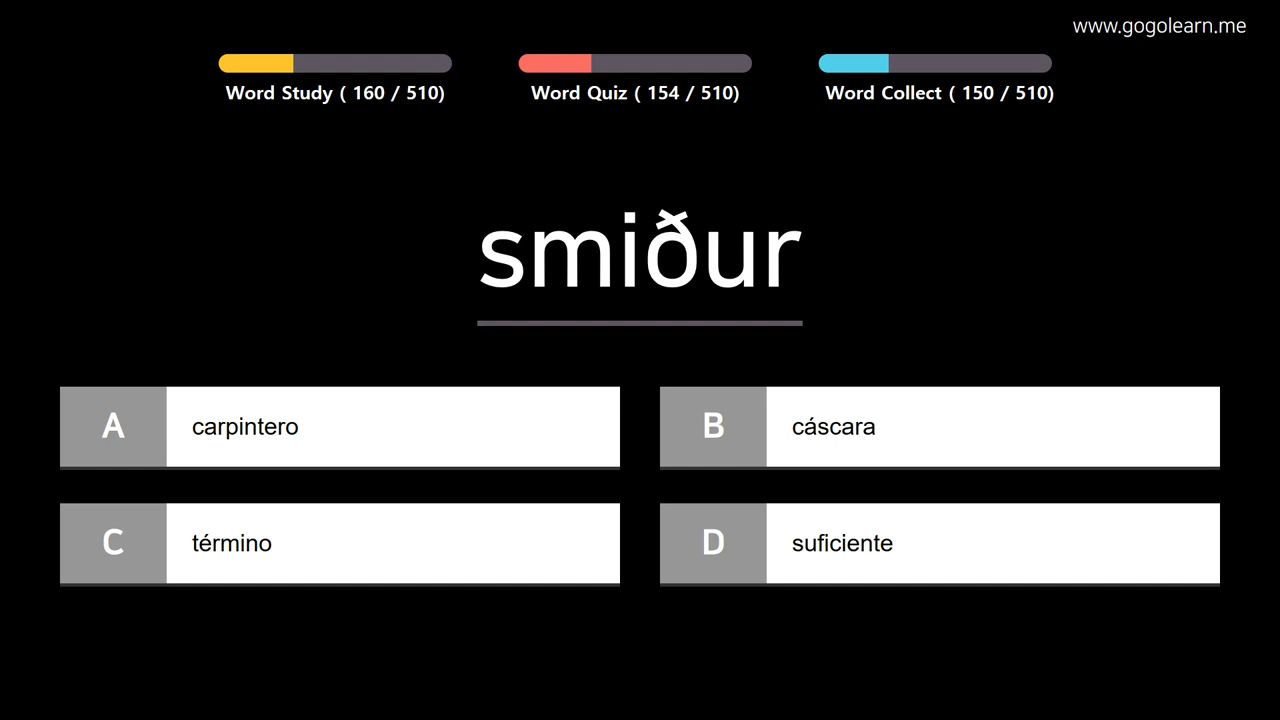 www.gogolearn.me
Word Study ( 160 / 510)
Word Quiz ( 154 / 510)
Word Collect ( 150 / 510)
smiður
A carpintero
B cáscara
C término
D suficiente